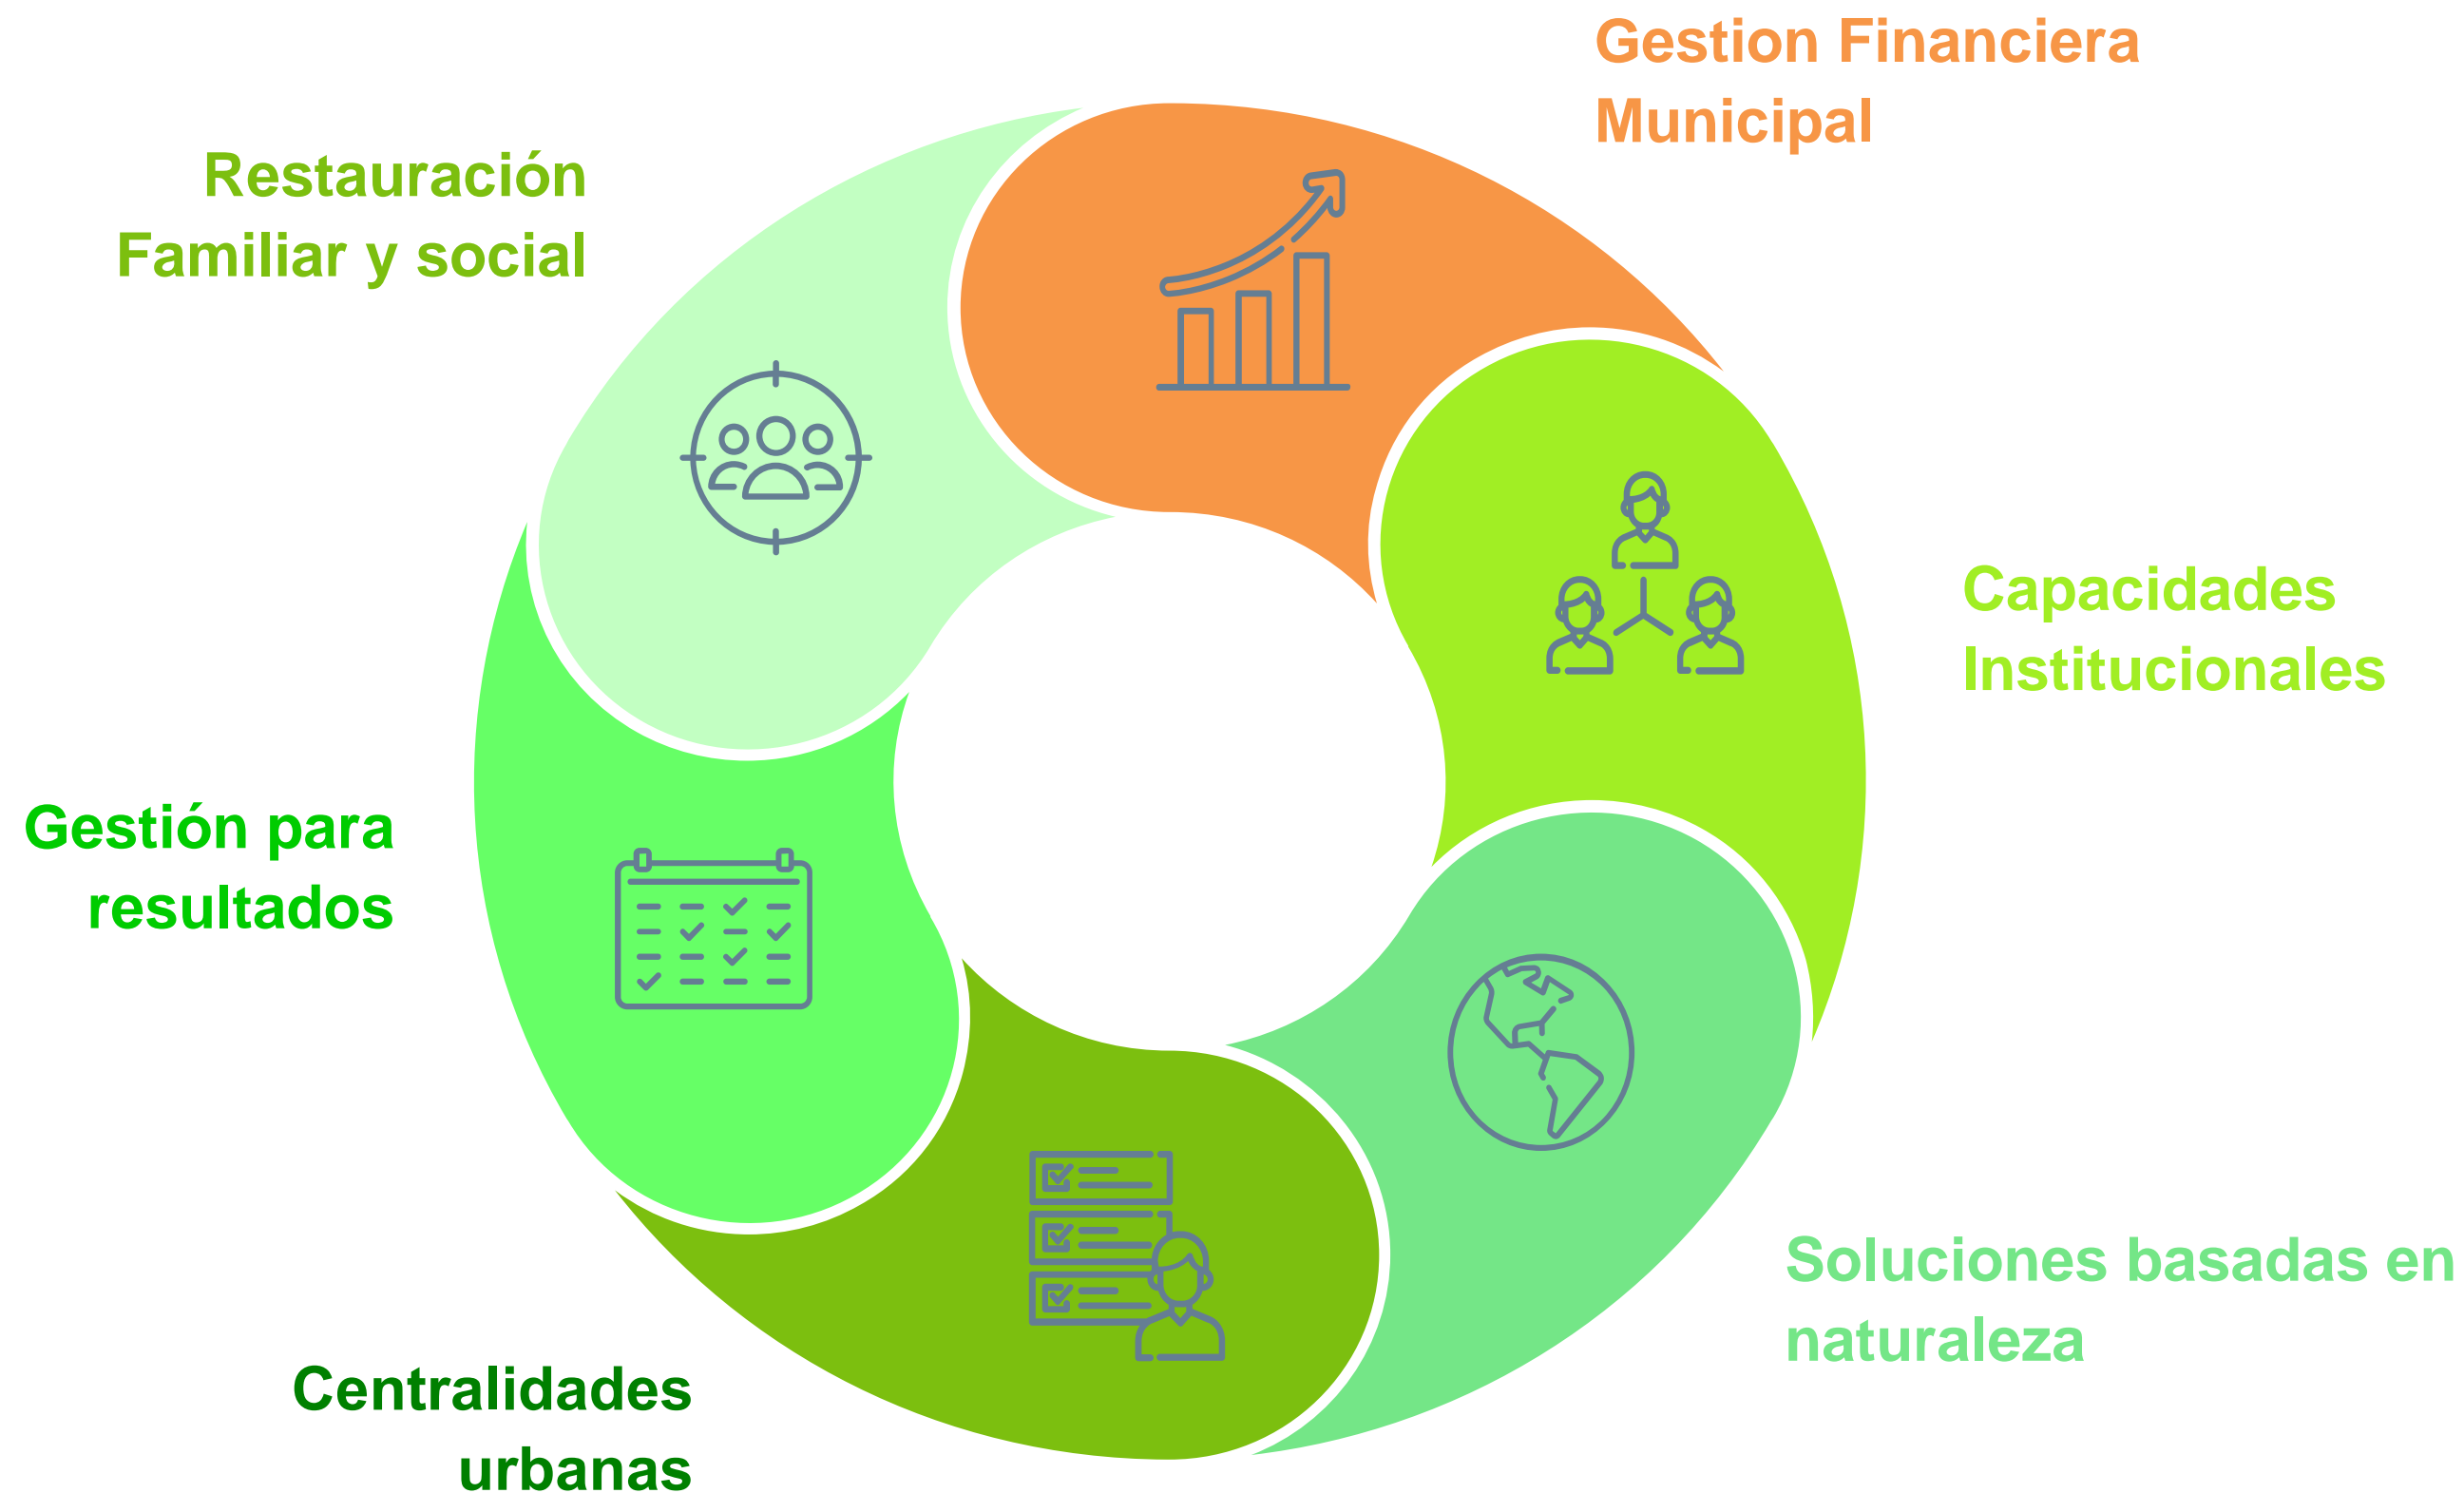 Gestion Financiera
Municipal
Restauración
Familiar y social
Capacidades
Institucionales
Gestión para
resultados
Soluciones basadas en
naturaleza
Centralidades
urbanas